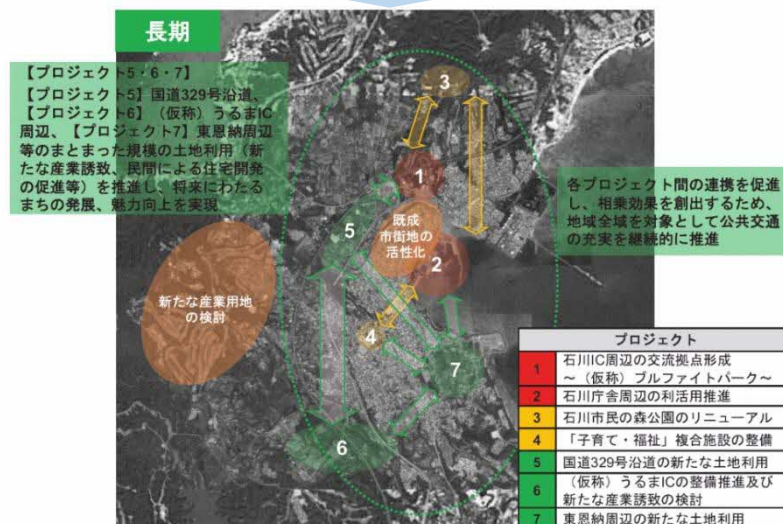 長期
【プロジェクト5・6・7】
【プロジェクト5】国道329号沿道、
【プロジェクト6】（仮称）うるまIC
周辺、【プロジェクト7】東恩納周辺
等のまとまった規模の土地利用（新
たな産業誘致、民間による住宅開発
の促進等）を推進し、将来にわたる
まちの発展、魅力向上を実現
3
1
5
既成
市街地の
活性化
2
各プロジェクト間の連携を促進
し、相乗効果を創出するため、
地域全域を対象として公共交通
の充実を継続的に推進
新たな産業用地
の検討
4
7
6
プロジェクト
1 石川IC周辺の交流拠点形成
～（仮称）ブルファイトパーク～
2 石川庁舎周辺の利活用推進
3 石川市民の森公園のリニューアル
4 「子育て・福祉」複合施設の整備
5 国道329号沿道の新たな土地利用
6 （仮称）うるまICの整備推進及び
新たな産業誘致の検討
7 東恩納周辺の新たな土地利用